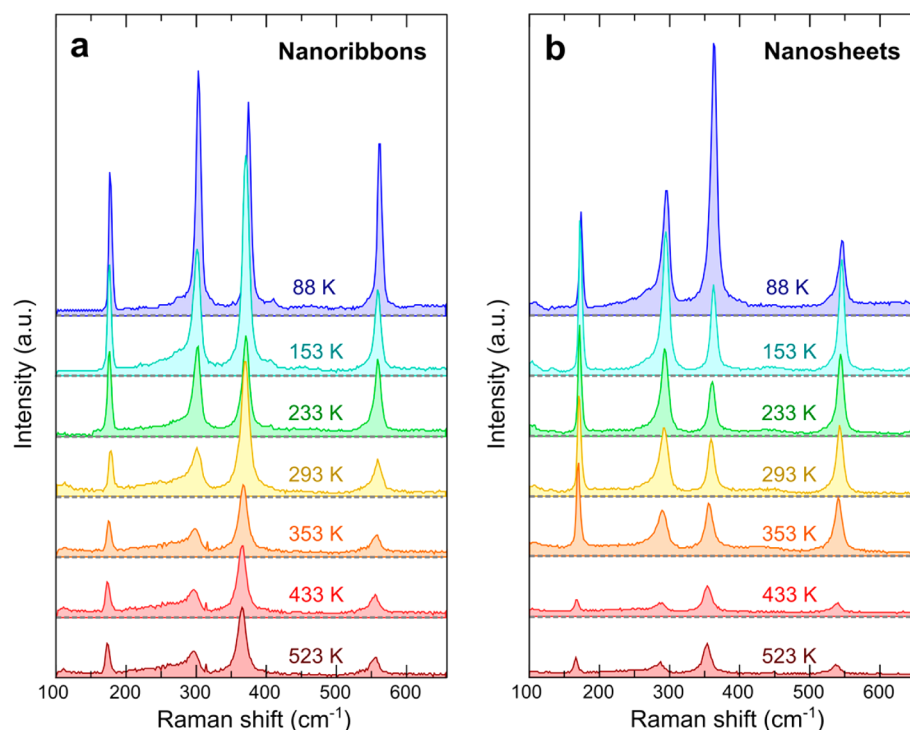 a
Nanoribbons
88 K
153 K
233 K
293 K
353 K
433 K
523 K
Intensity (a.u.)
100 200 300 400 500 600
Raman shift (cm⁻¹)
b
Nanosheets
88 K
153 K
233 K
293 K
353 K
433 K
523 K
Intensity (a.u.)
100 200 300 400 500 600
Raman shift (cm⁻¹)